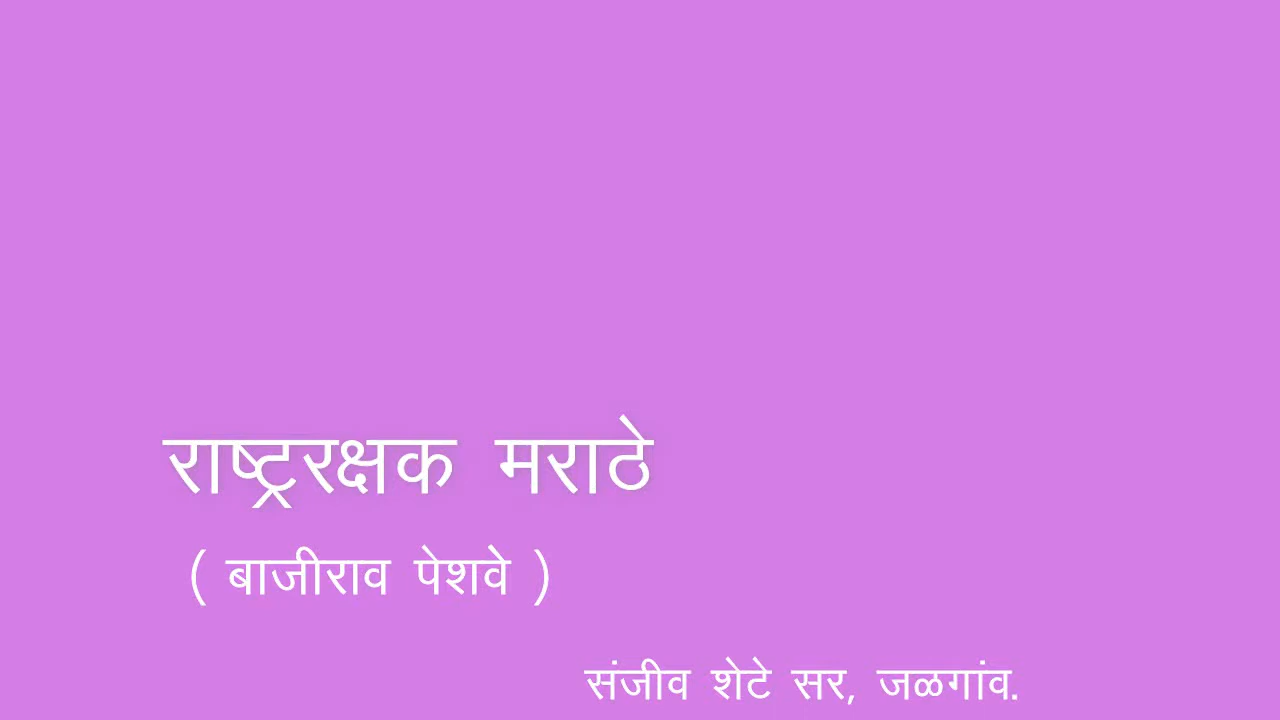 राष्ट्ररक्षक मराठे
( बाजीराव पेशवे )
संजीव शेटे सर, जळगांव.